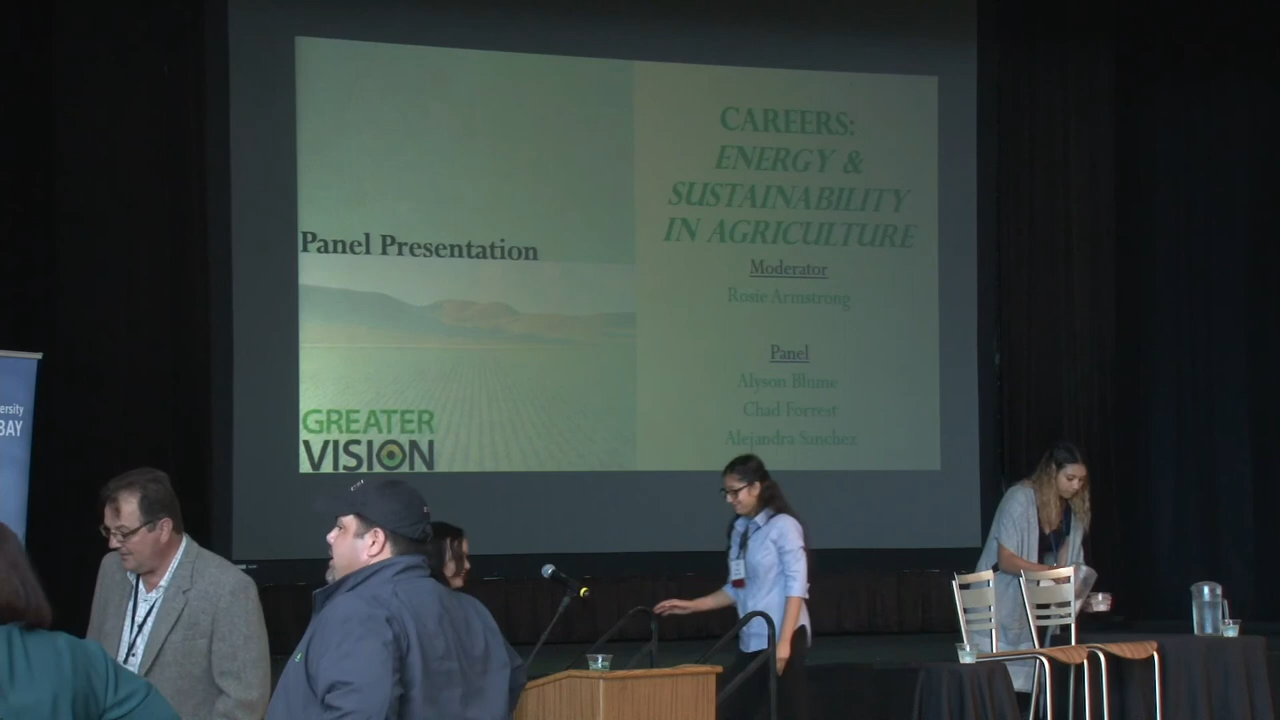 Panel Presentation
GREATER
VISION
CAREERS:
ENERGY &
SUSTAINABILITY
IN AGRICULTURE
Moderator
Rosie Armstrong
Panel
Alyson Blume
Chad Forrest
Alejandra Sanchez
ersity
BAY